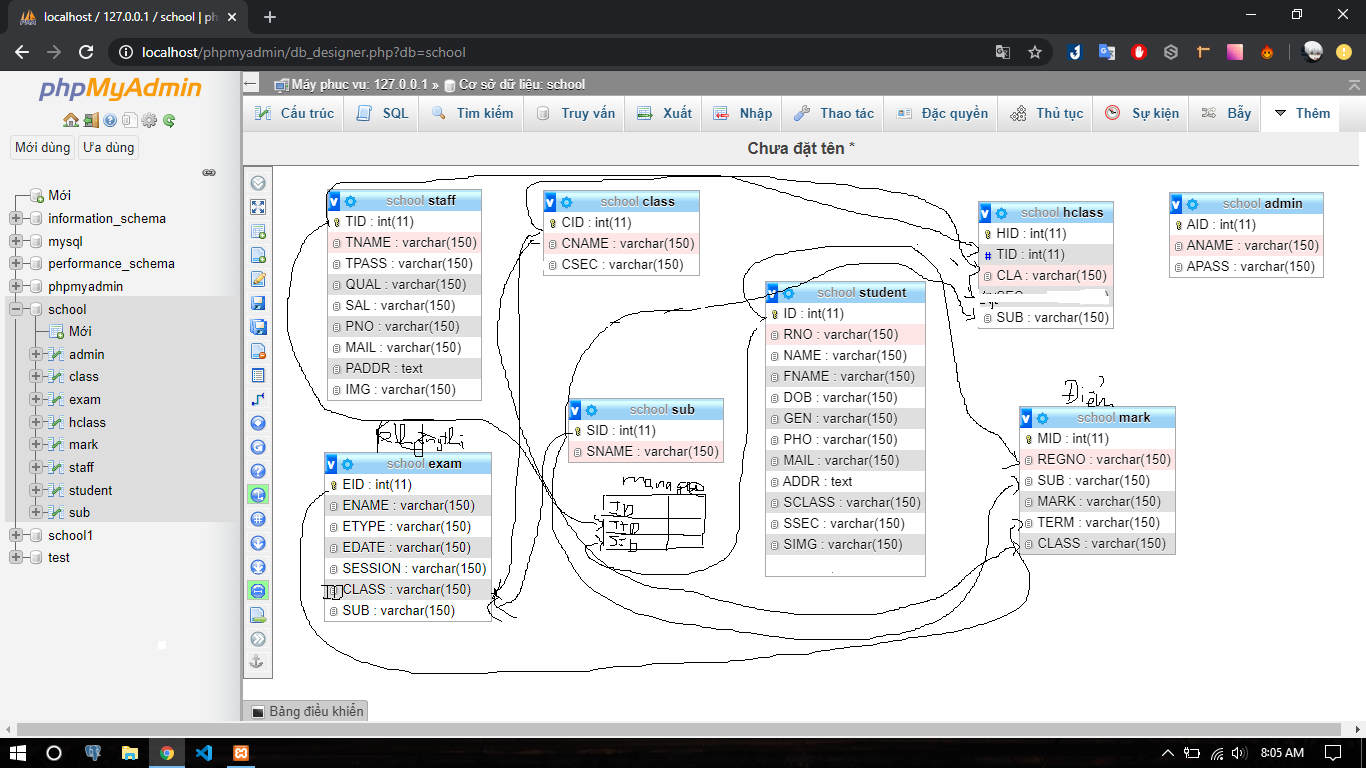 localhost / 127.0.0.1 / school | ph
localhost/phpmyadmin/db_designer.php?db=school
phpMyAdmin
Mới dùng
Ưa dùng
Mới
information_schema
mysql
performance_schema
phpmyadmin
school
Mới
admin
class
exam
hclass
mark
staff
student
sub
school1
test
Máy phục vụ: 127.0.0.1 » Cơ sở dữ liệu: school
Cấu trúc
SQL
Tìm kiếm
Truy vấn
Xuất
Nhập
Thao tác
Đặc quyền
Thủ tục
Sự kiện
Bẫy
Thêm
Chưa đặt tên *
school staff
TID : int(11)
TNAME : varchar(150)
TPASS : varchar(150)
QUAL : varchar(150)
SAL : varchar(150)
PNO : varchar(150)
MAIL : varchar(150)
PADDR : text
IMG : varchar(150)
school class
CID : int(11)
CNAME : varchar(150)
CSEC : varchar(150)
school hclass
HID : int(11)
TID : int(11)
CLA : varchar(150)
SUB : varchar(150)
school admin
AID : int(11)
ANAME : varchar(150)
APASS : varchar(150)
school student
ID : int(11)
RNO : varchar(150)
NAME : varchar(150)
FNAME : varchar(150)
DOB : varchar(150)
GEN : varchar(150)
PHO : varchar(150)
MAIL : varchar(150)
ADDR : text
SCLASS : varchar(150)
SSEC : varchar(150)
SIMG : varchar(150)
school sub
SID : int(11)
SNAME : varchar(150)
Điểm
school mark
MID : int(11)
REGNO : varchar(150)
SUB : varchar(150)
MARK : varchar(150)
TERM : varchar(150)
CLASS : varchar(150)
school exam
EID : int(11)
ENAME : varchar(150)
ETYPE : varchar(150)
EDATE : varchar(150)
SESSION : varchar(150)
CLASS : varchar(150)
SUB : varchar(150)
Bảng điều khiển
8:05 AM